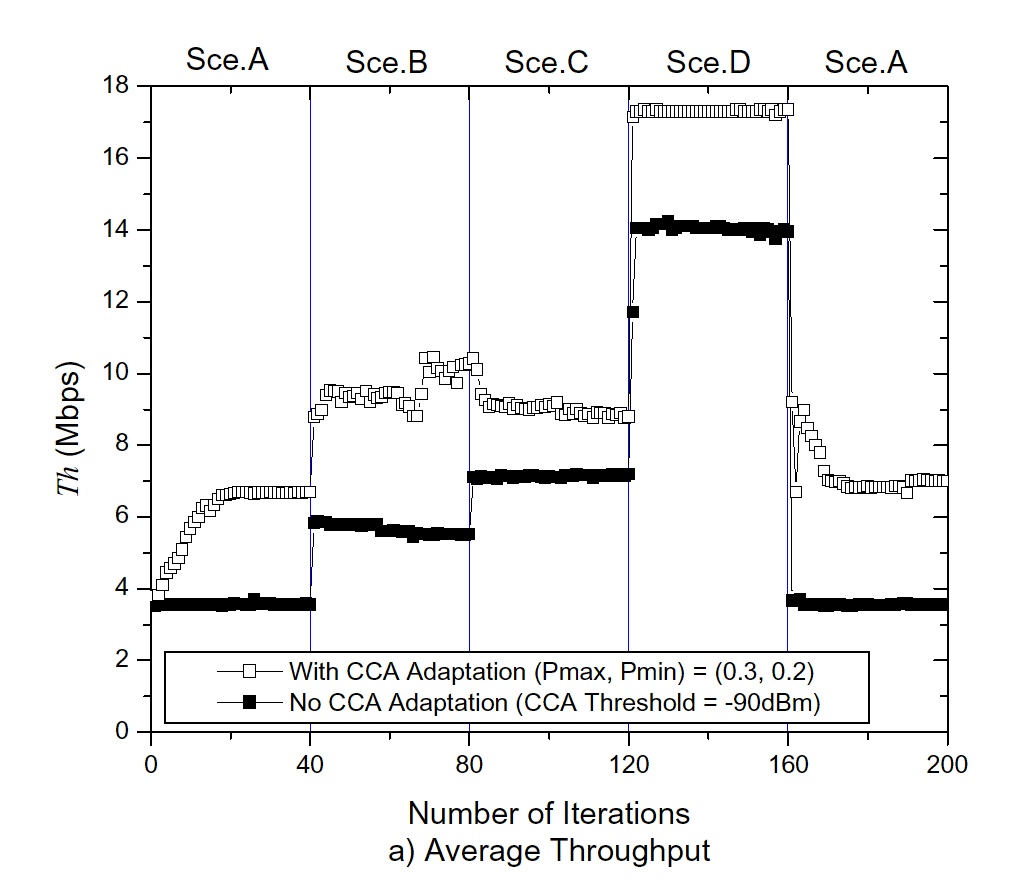 Sce.A Sce.B Sce.C Sce.D Sce.A
18
16
14
12
10
8
6
4
2
0
Th (Mbps)
With CCA Adaptation (Pmax, Pmin) = (0.3, 0.2)
No CCA Adaptation (CCA Threshold = -90dBm)
0 40 80 120 160 200
Number of Iterations
a) Average Throughput